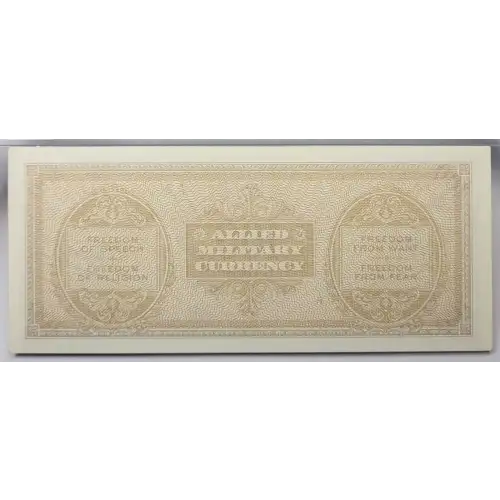 FREEDOM
OF SPEECH
FREEDOM
OF RELIGION
ALLIED
MILITARY
CURRENCY
FREEDOM
FROM WANT
FREEDOM
FROM FEAR